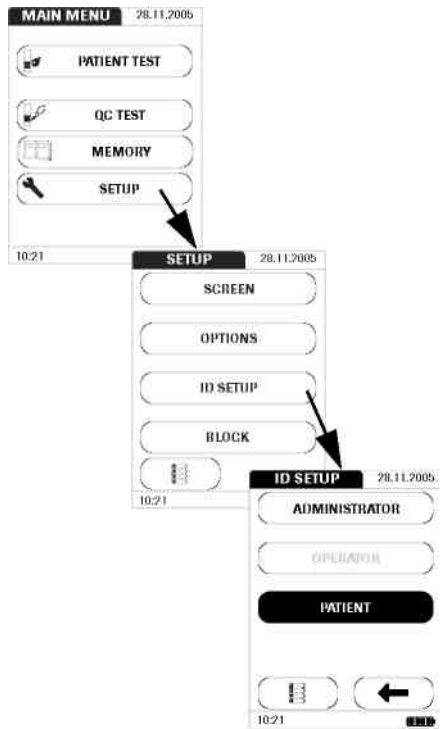 MAIN MENU 28.11.2005
PATIENT TEST
QC TEST
MEMORY
SETUP
10:21
SETUP 28.11.2005
SCREEN
OPTIONS
ID SETUP
BLOCK
10:21
ID SETUP 28.11.2005
ADMINISTRATOR
OPERATOR
PATIENT
10:21